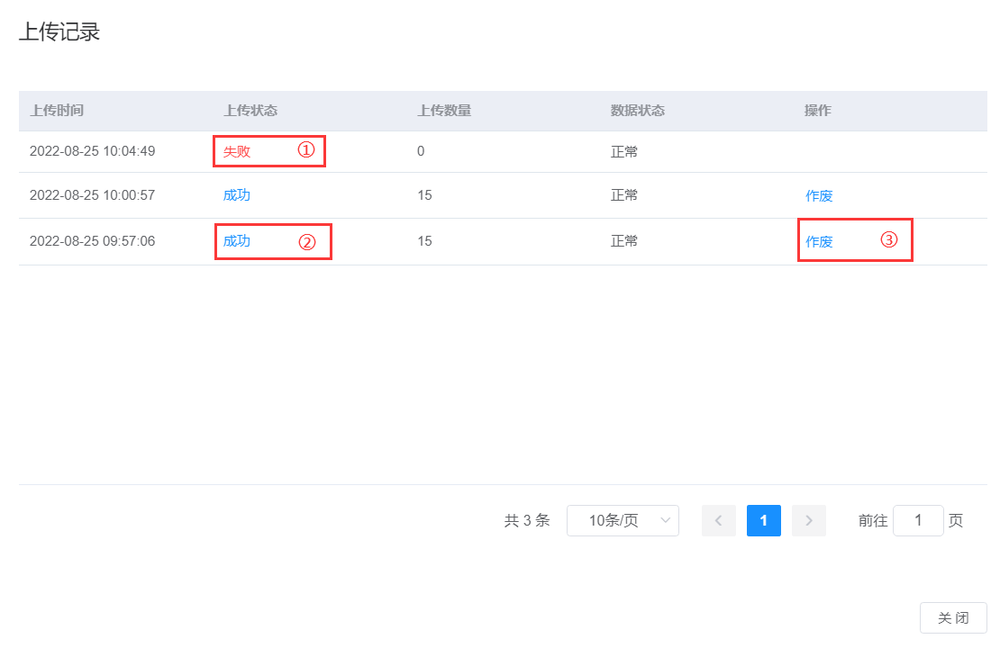 上传记录
上传时间 上传状态 上传数量 数据状态 操作
2022-08-25 10:04:49 失败 ① 0 正常
2022-08-25 10:00:57 成功 15 正常 作废
2022-08-25 09:57:06 成功 ② 15 正常 作废 ③
共 3 条 10条/页 1 前往 1 页
关 闭